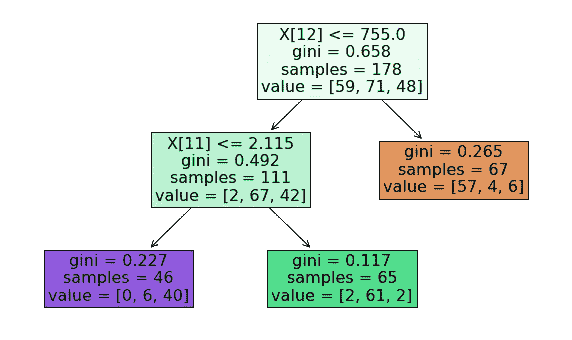 X[12] <= 755.0
gini = 0.658
samples = 178
value = [59, 71, 48]
X[11] <= 2.115
gini = 0.492
samples = 111
value = [2, 67, 42]
gini = 0.265
samples = 67
value = [57, 4, 6]
gini = 0.227
samples = 46
value = [0, 6, 40]
gini = 0.117
samples = 65
value = [2, 61, 2]